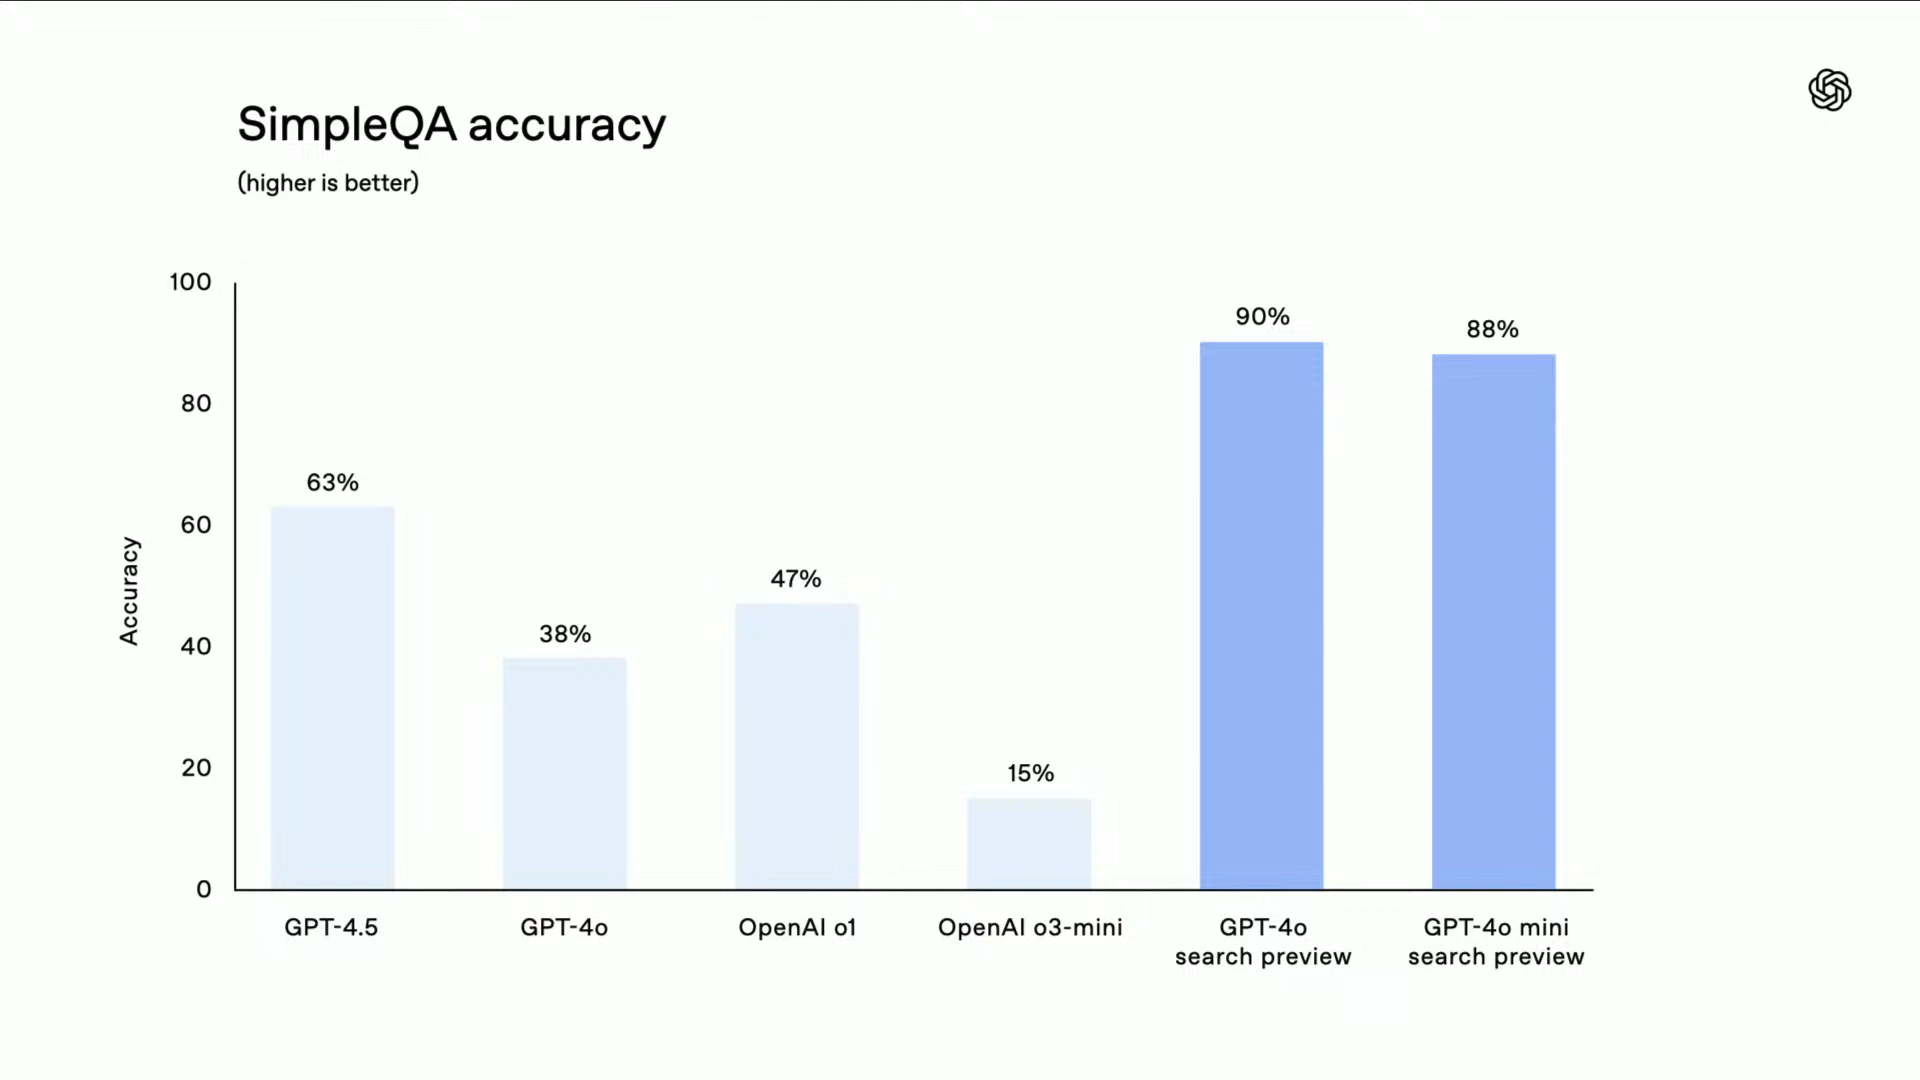 SimpleQA accuracy
(higher is better)
100
80
60
40
20
0
Accuracy
63%
38%
47%
15%
90%
88%
GPT-4.5
GPT-4o
OpenAI o1
OpenAI o3-mini
GPT-4o
search preview
GPT-4o mini
search preview